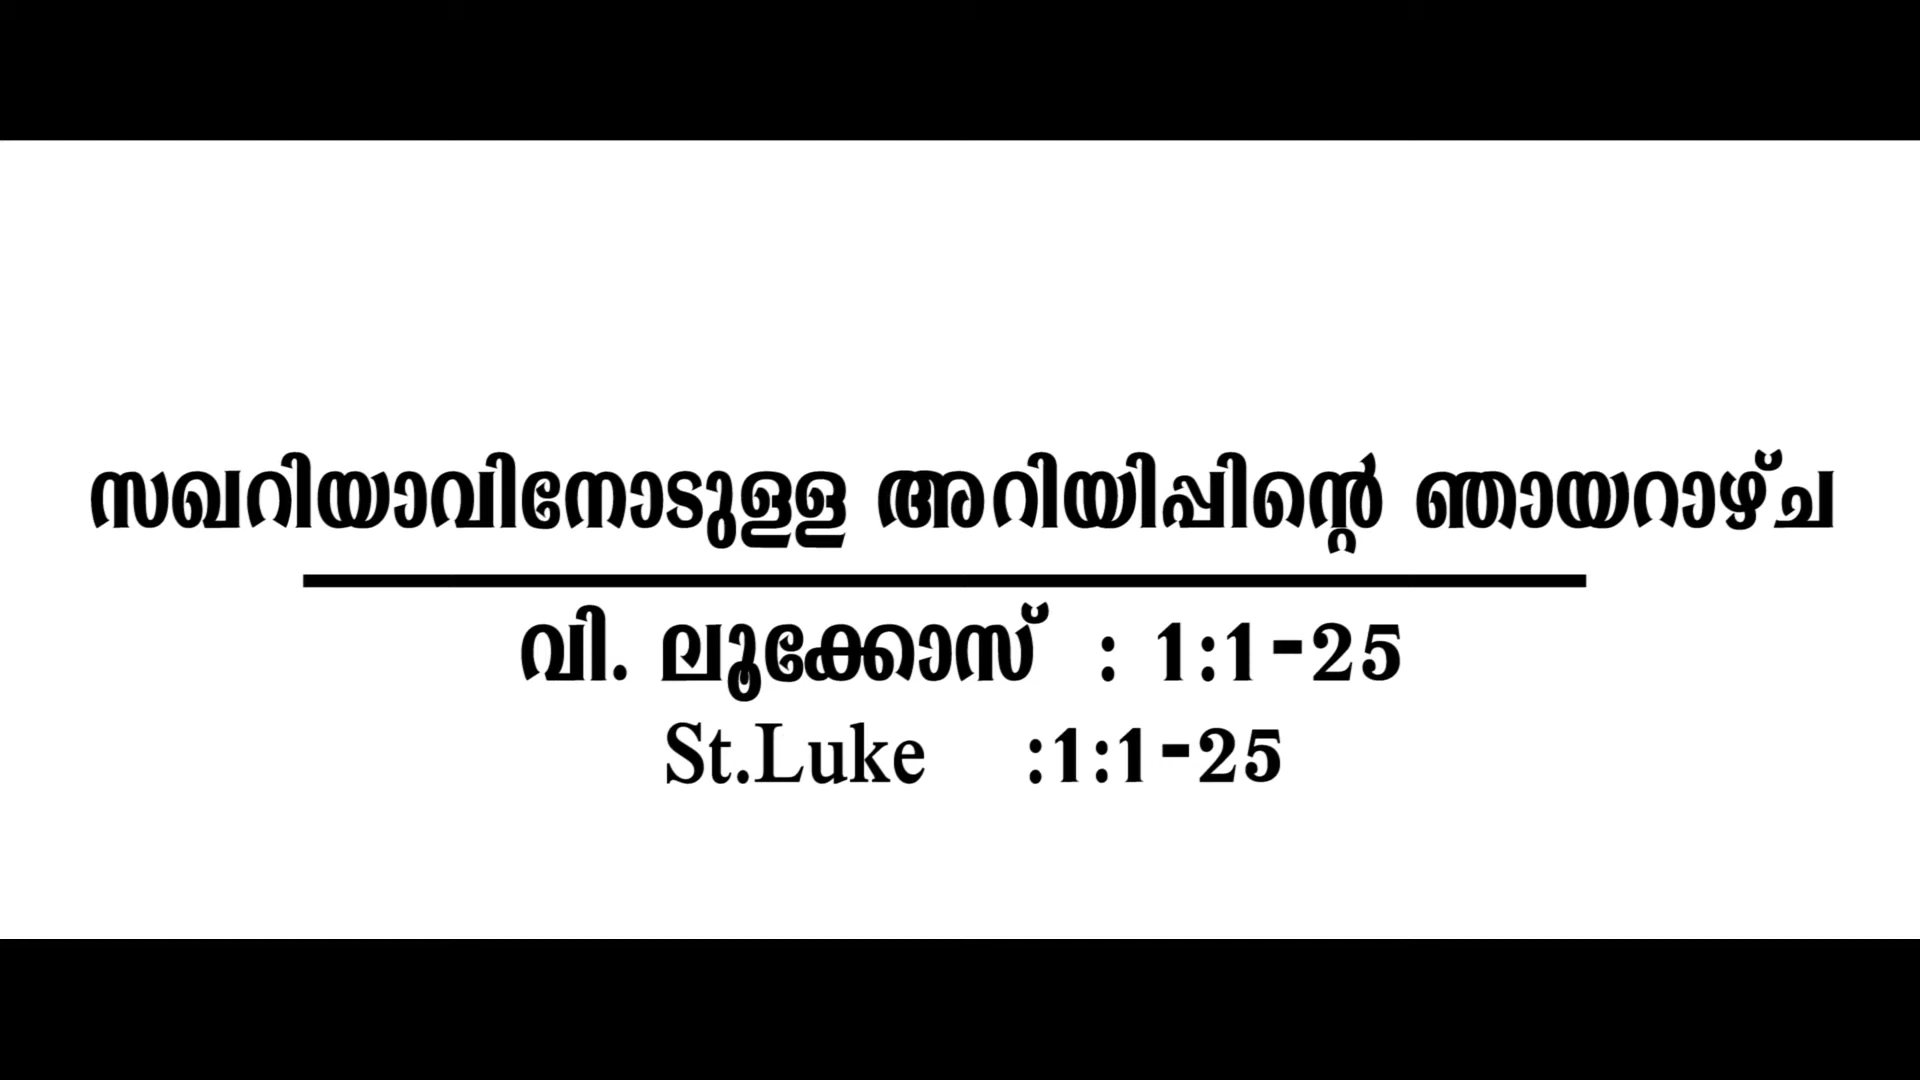 സഖറിയാവിനോടുള്ള അറിയിപ്പിന്റെ ഞായറാഴ്ച
വി. ലൂക്കോസ് : 1:1-25
St.Luke :1:1-25